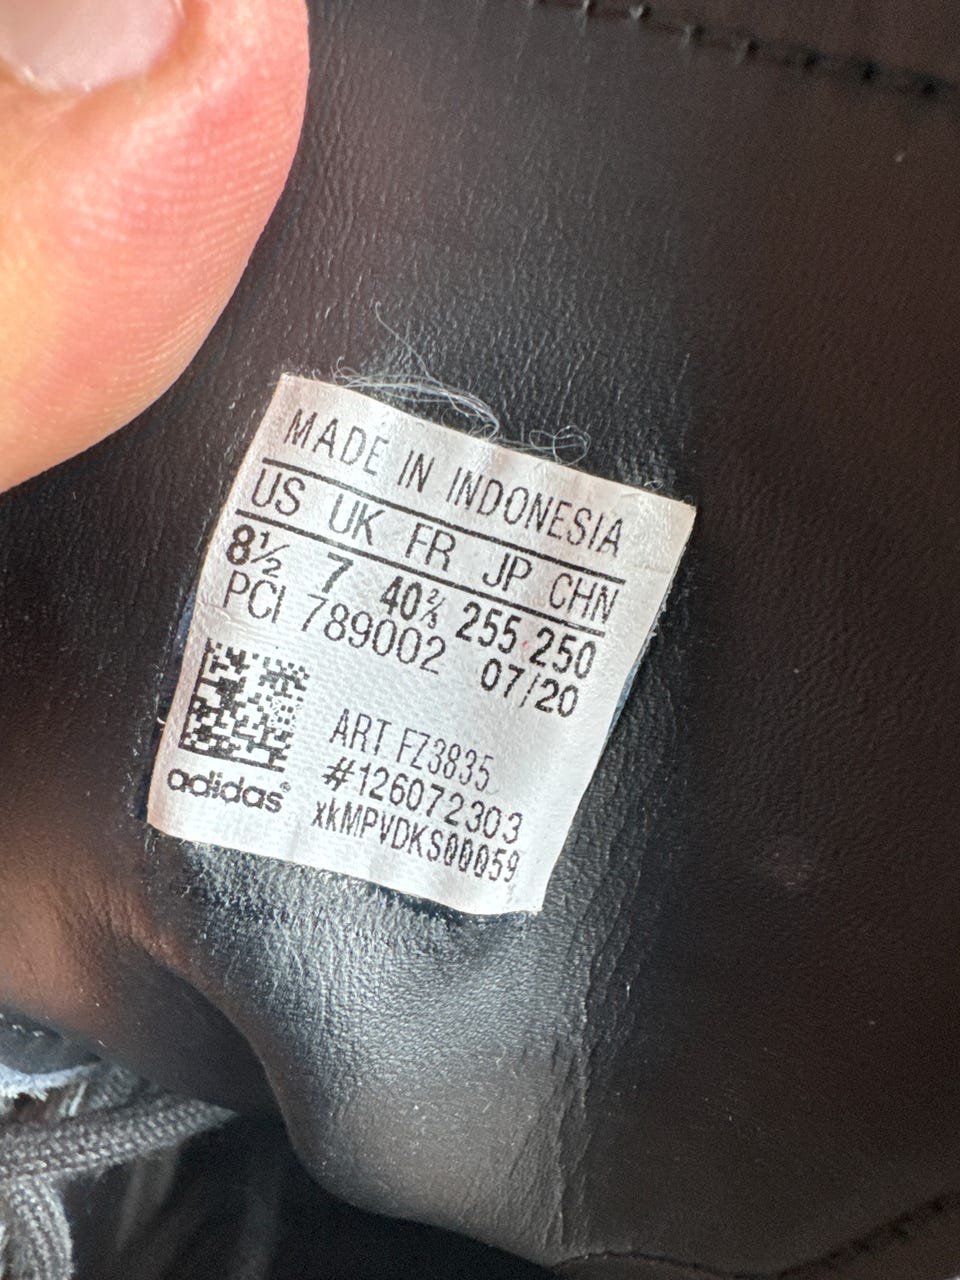 MADE IN INDONESIA
US UK FR JP CHN
8½ 7 40⅔ 255 250
PCI 789002 07/20
ART FZ3835
#126072303
xkMPVDKS00059
adidas®